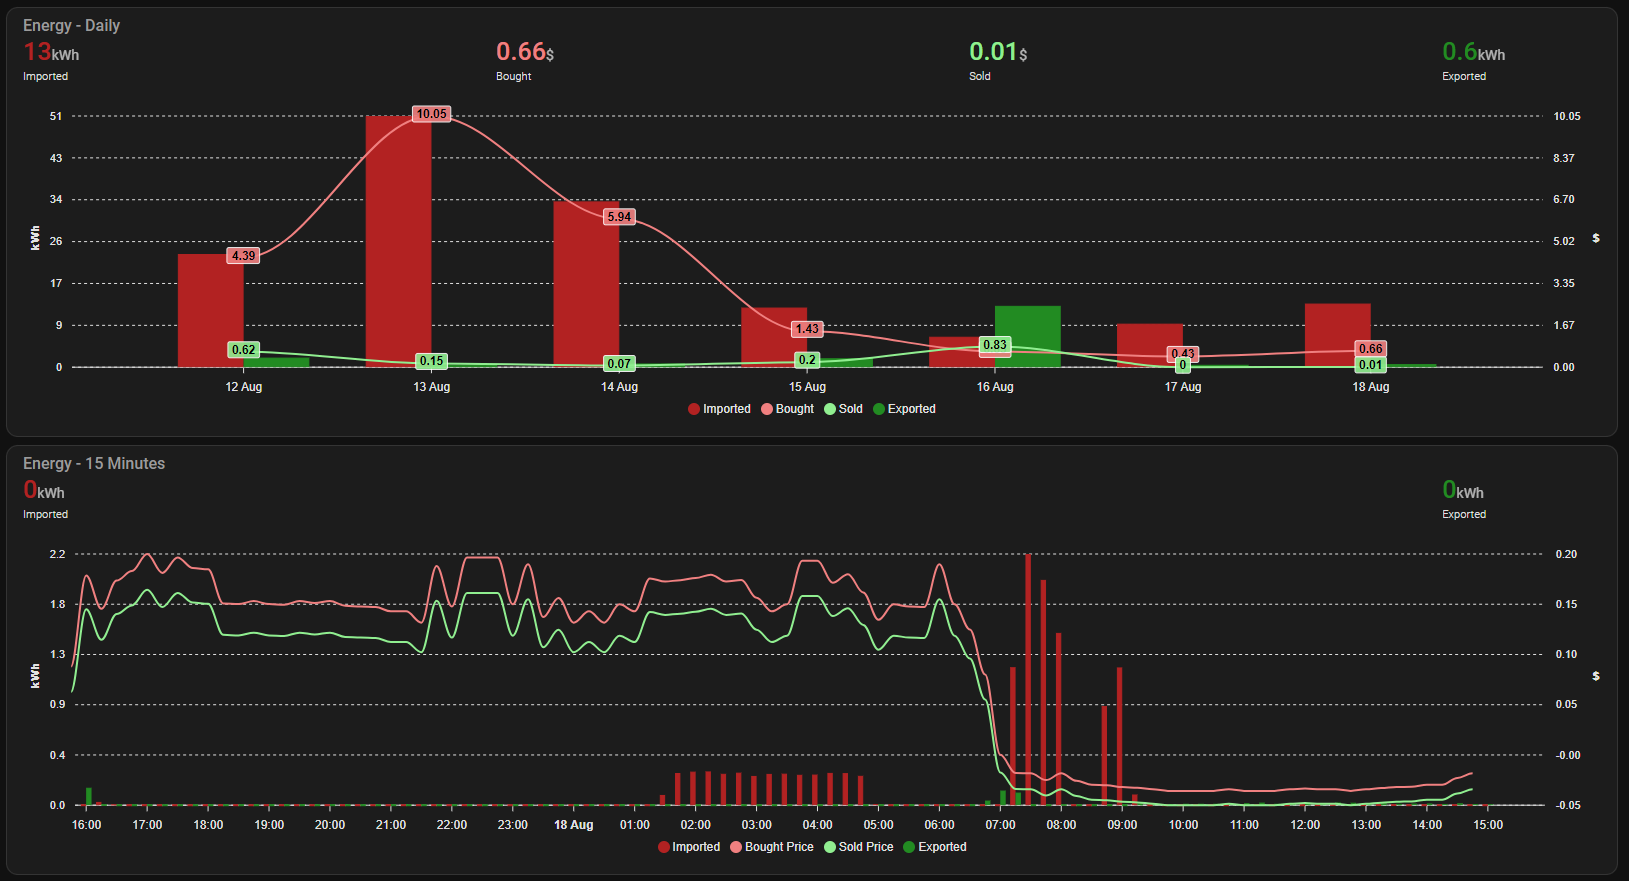 Energy - Daily
13kWh
Imported
0.66$
Bought
0.01$
Sold
0.6kWh
Exported
51
43
34
26
17
9
0
kWh
10.05
8.37
6.70
5.02
3.35
1.67
0.00
$
4.39
10.05
5.94
1.43
0.43
0.66
0.62
0.15
0.07
0.2
0.83
0
0.01
12 Aug 13 Aug 14 Aug 15 Aug 16 Aug 17 Aug 18 Aug
Imported Bought Sold Exported
Energy - 15 Minutes
0kWh
Imported
0kWh
Exported
2.2
1.8
1.3
0.9
0.4
0.0
kWh
0.20
0.15
0.10
0.05
-0.00
-0.05
$
16:00 17:00 18:00 19:00 20:00 21:00 22:00 23:00 18 Aug 01:00 02:00 03:00 04:00 05:00 06:00 07:00 08:00 09:00 10:00 11:00 12:00 13:00 14:00 15:00
Imported Bought Price Sold Price Exported